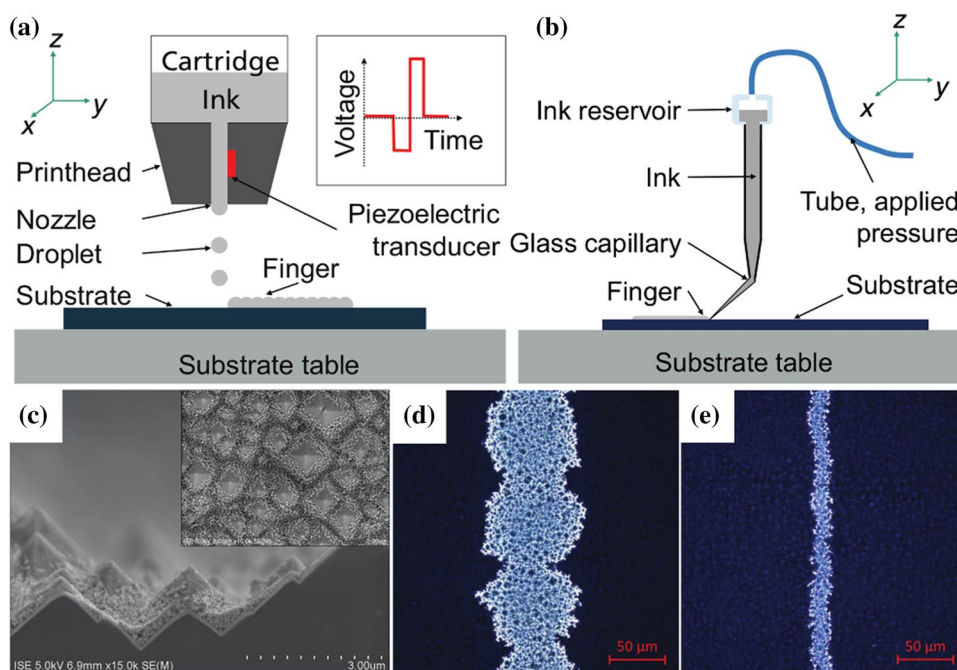 (a)
z
y
x
Cartridge
Ink
Printhead
Nozzle
Droplet
Substrate
Finger
Piezoelectric
transducer
Voltage
Time
Substrate table
(b)
z
y
x
Ink reservoir
Ink
Glass capillary
Finger
Tube, applied
pressure
Substrate
Substrate table
(c)
ISE 5.0kV 6.9mm x15.0k SE(M)
3.00μm
(d)
50 μm
(e)
50 μm